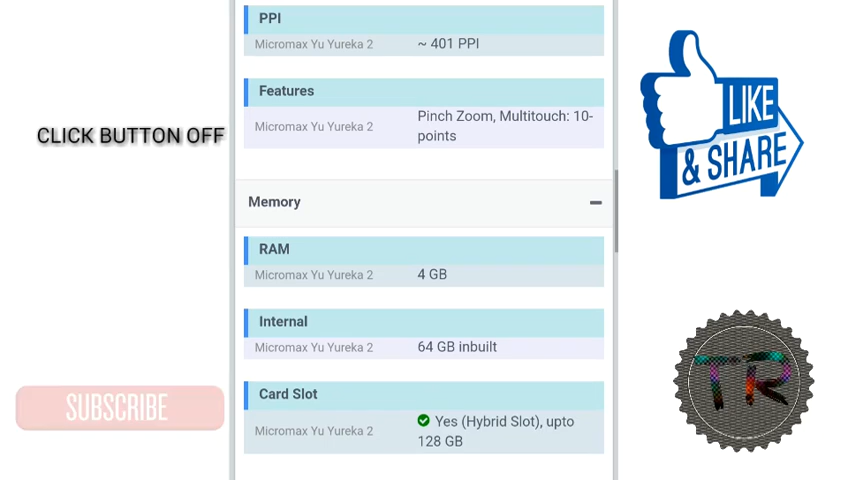 PPI
Micromax Yu Yureka 2 ~ 401 PPI
Features
Micromax Yu Yureka 2 Pinch Zoom, Multitouch: 10-
points
CLICK BUTTON OFF
LIKE
& SHARE
Memory
RAM
Micromax Yu Yureka 2 4 GB
Internal
Micromax Yu Yureka 2 64 GB inbuilt
Card Slot
Micromax Yu Yureka 2 Yes (Hybrid Slot), upto
128 GB
SUBSCRIBE
TR